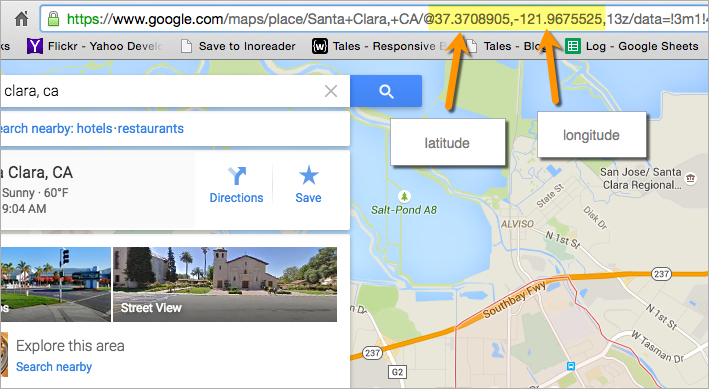 https://www.google.com/maps/place/Santa+Clara,+CA/@37.3708905,-121.9675525,13z/data=!3m1!4
ks
Flickr - Yahoo Devel
Save to Inoreader
Tales - Responsive E
Tales - Blog
Log - Google Sheets
clara, ca
earch nearby: hotels·restaurants
latitude
longitude
a Clara, CA
Sunny · 60°F
9:04 AM
Directions
Save
Salt-Pond A8
San Jose/ Santa
Clara Regional...
State St
Disk Dr
ALVISO
N 1st St
237
Southbay Fwy
237
N 1st St
W Tasman Dr
237
G2
Street View
Explore this area
Search nearby